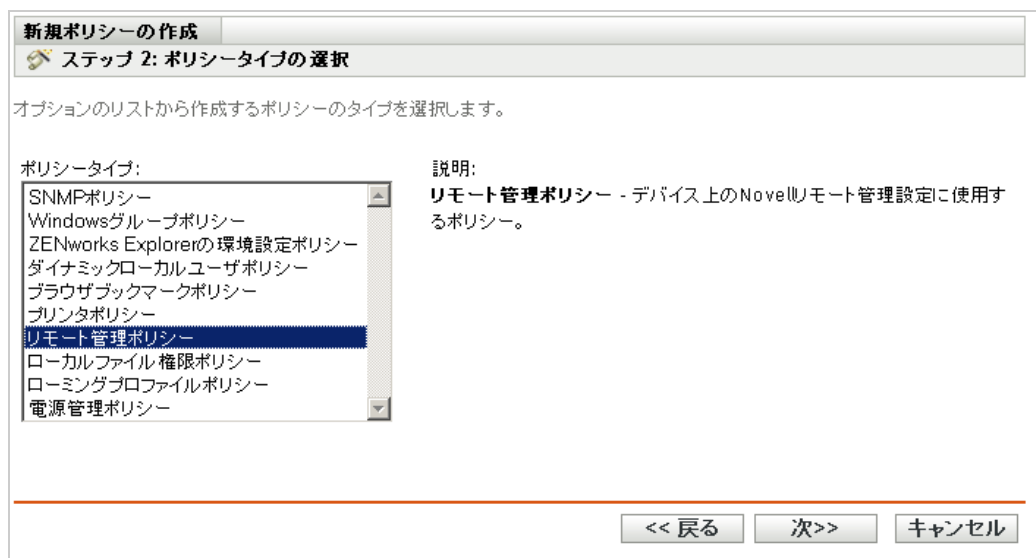 新規ポリシーの作成
ステップ 2: ポリシータイプの選択
オプションのリストから作成するポリシーのタイプを選択します。
ポリシータイプ:
SNMPポリシー
Windowsグループポリシー
ZENworks Explorerの環境設定ポリシー
ダイナミックローカルユーザポリシー
ブラウザブックマークポリシー
プリンタポリシー
リモート管理ポリシー
ローカルファイル権限ポリシー
ローミングプロファイルポリシー
電源管理ポリシー
説明:
リモート管理ポリシー - デバイス上のNovellリモート管理設定に使用す
るポリシー。
<< 戻る
次>>
キャンセル